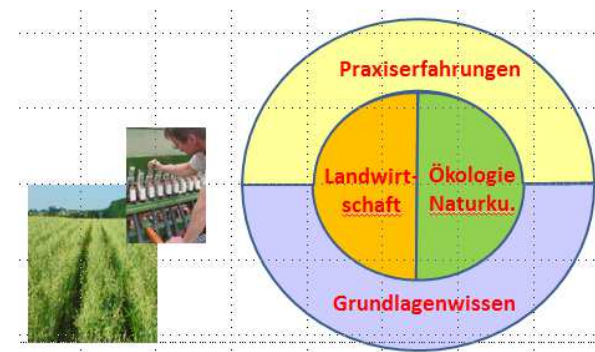 Praxiserfahrungen
Landwirt-
schaft
Ökologie
Naturku.
Grundlagenwissen